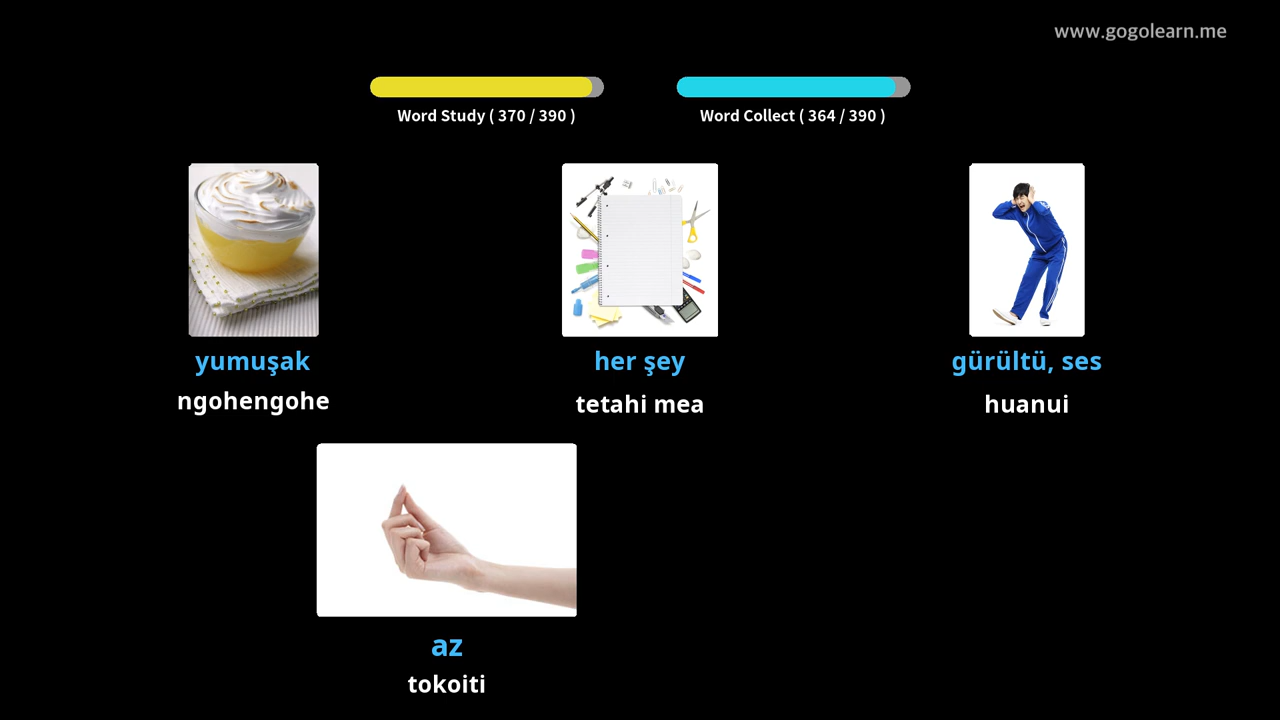 www.gogolearn.me
Word Study ( 370 / 390 )
Word Collect ( 364 / 390 )
yumuşak
ngohengohe
her şey
tetahi mea
gürültü, ses
huanui
az
tokoiti